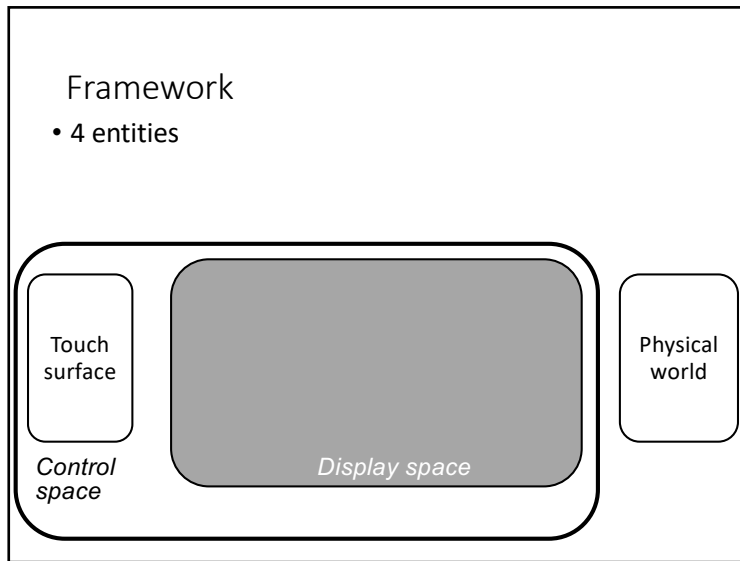 Framework
• 4 entities
Touch
surface
Physical
world
Control
space
Display space